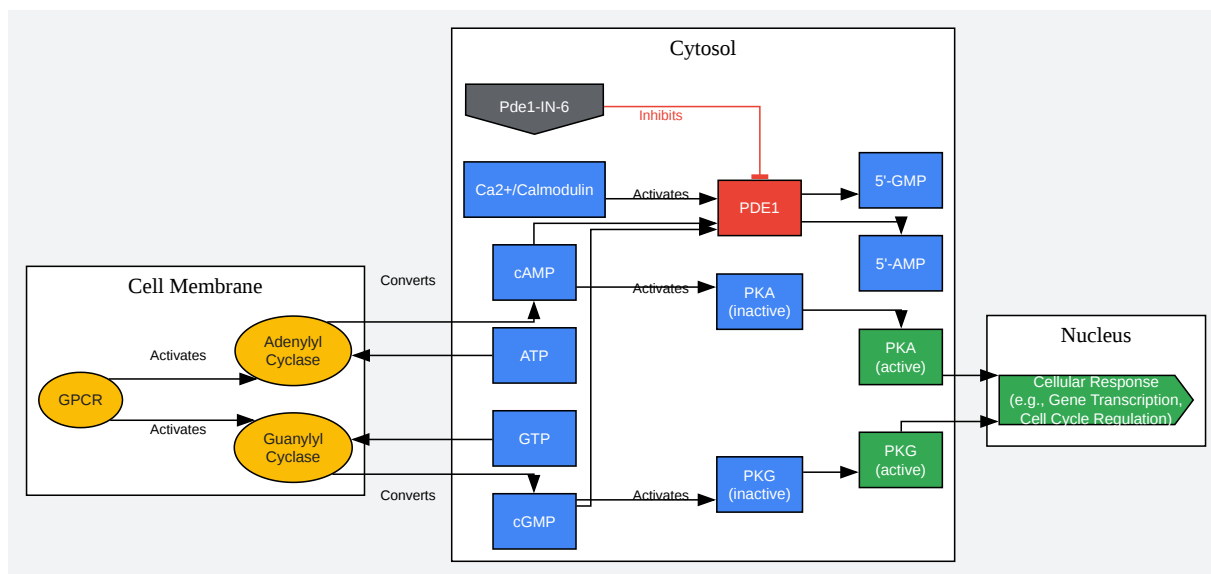 Cytosol
Pde1-IN-6
Inhibits
Ca2+/Calmodulin
Activates
PDE1
5'-GMP
5'-AMP
cAMP
Converts
Activates
PKA
(inactive)
Cell Membrane
Adenylyl
Cyclase
Activates
ATP
PKA
(active)
Nucleus
GPCR
Cellular Response
(e.g., Gene Transcription,
Cell Cycle Regulation)
Activates
Guanylyl
Cyclase
GTP
PKG
(active)
Converts
cGMP
Activates
PKG
(inactive)